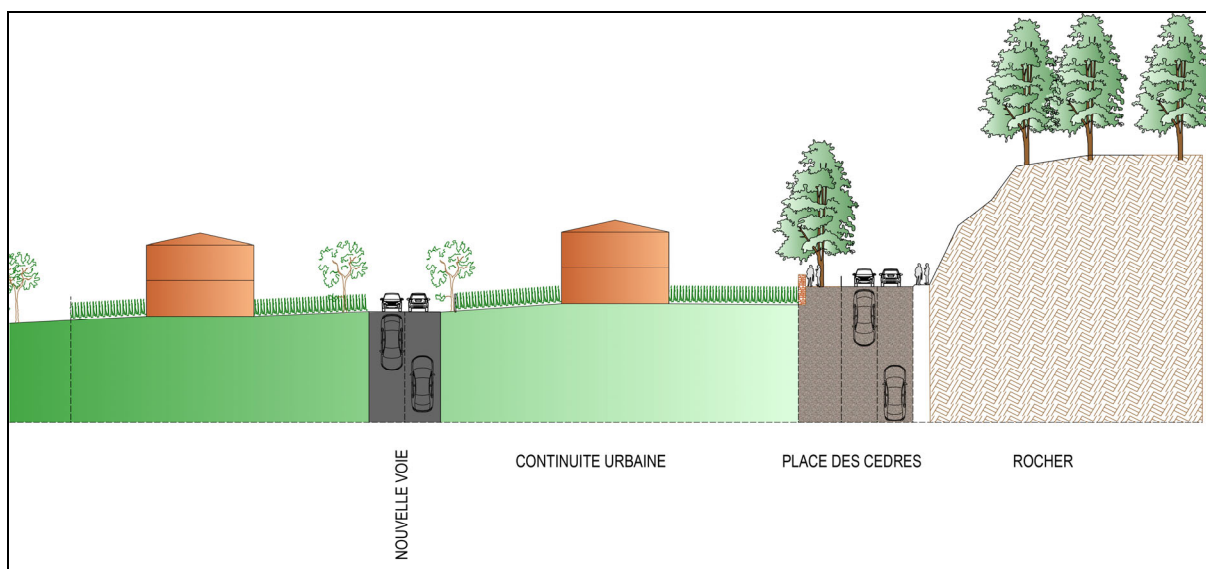 NOUVELLE VOIE
CONTINUITE URBAINE
PLACE DES CEDRES
ROCHER